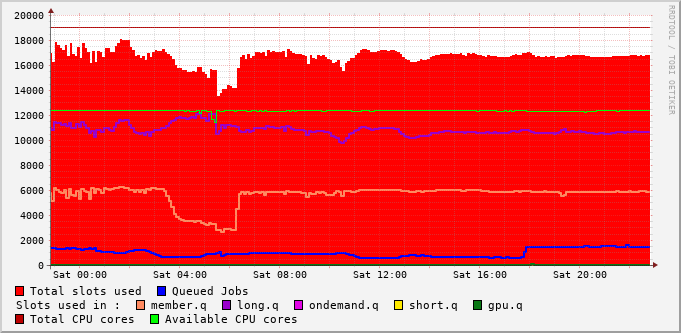 20000
18000
16000
14000
12000
10000
8000
6000
4000
2000
0
Sat 00:00 Sat 04:00 Sat 08:00 Sat 12:00 Sat 16:00 Sat 20:00
Total slots used Queued Jobs
Slots used in : member.q long.q ondemand.q short.q gpu.q
Total CPU cores Available CPU cores
RRDTOOL / TOBI OETIKER